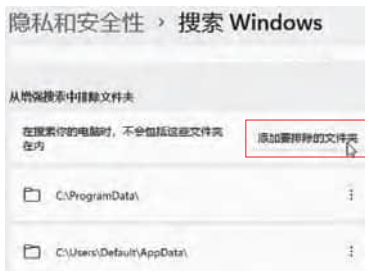 隐私和安全性 › 搜索 Windows
从增强搜索中排除文件夹
在搜索你的电脑时，不会包括这些文件夹
在内
添加要排除的文件夹
C:\ProgramData\
C:\Users\Default\AppData\